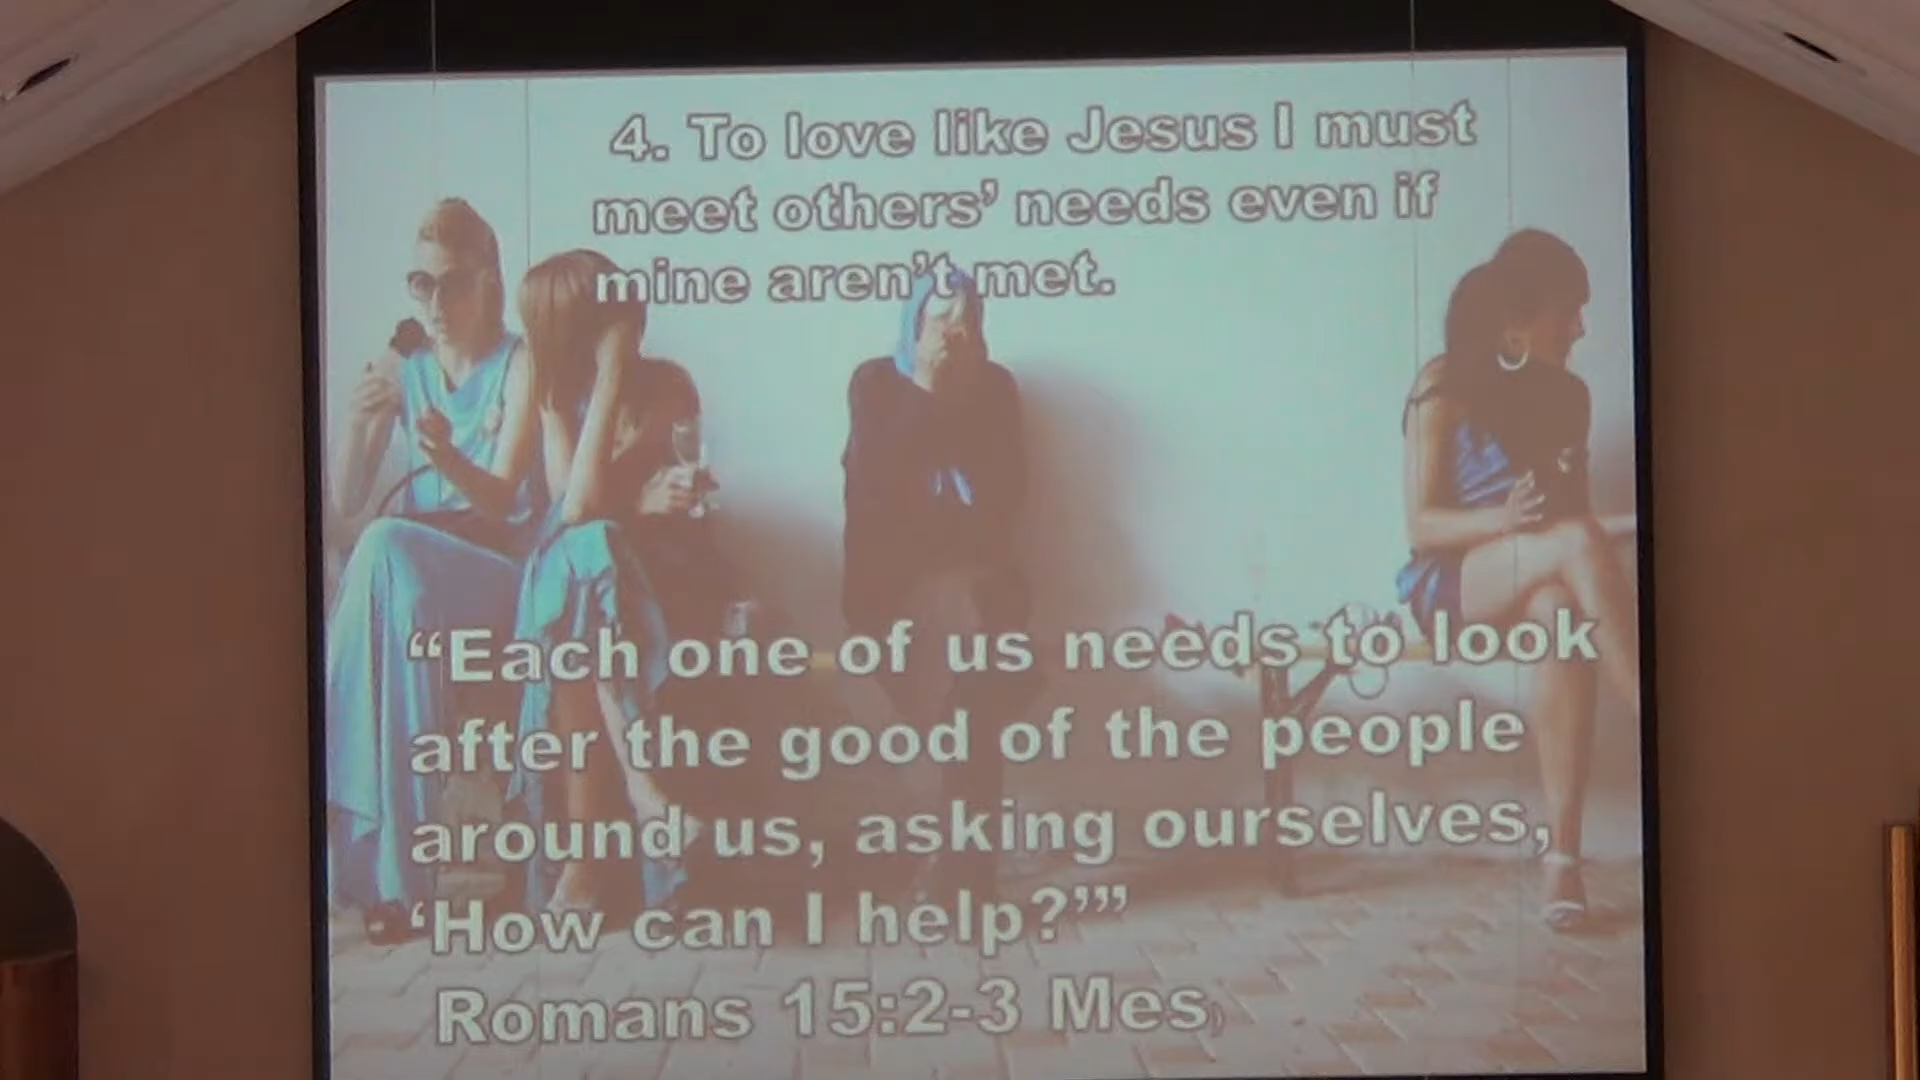 4. To love like Jesus I must
meet others’ needs even if
mine aren’t met.
“Each one of us needs to look
after the good of the people
around us, asking ourselves,
‘How can I help?’”
Romans 15:2-3 Mes)